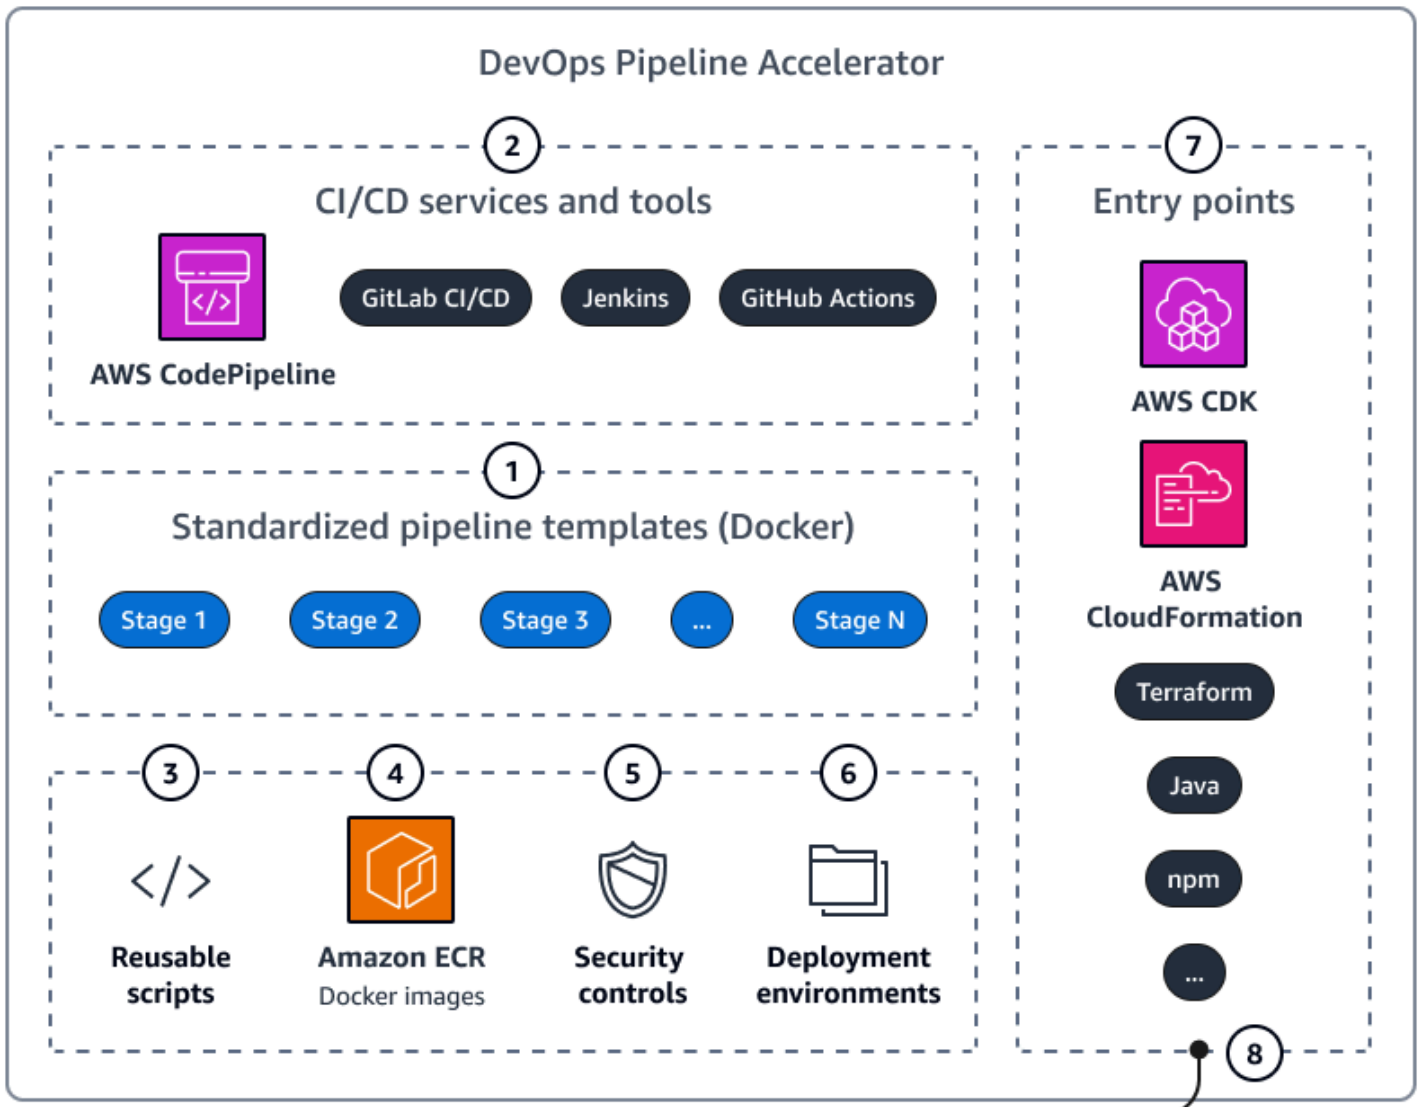 DevOps Pipeline Accelerator
2
CI/CD services and tools
AWS CodePipeline
GitLab CI/CD
Jenkins
GitHub Actions
1
Standardized pipeline templates (Docker)
Stage 1
Stage 2
Stage 3
...
Stage N
3
</>
Reusable
scripts
4
Amazon ECR
Docker images
5
Security
controls
6
Deployment
environments
7
Entry points
AWS CDK
AWS
CloudFormation
Terraform
Java
npm
...
8